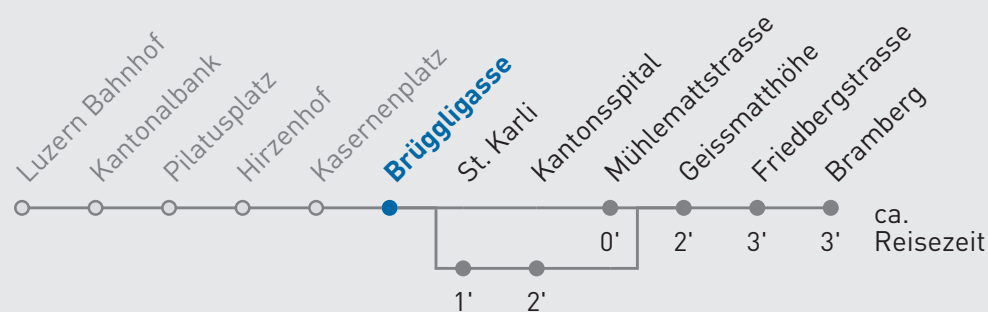 Luzern Bahnhof
Kantonalbank
Pilatusplatz
Hirzenhof
Kasernenplatz
Brüggligasse
St. Karli
Kantonsspital
Mühlemattstrasse
Geissmatthöhe
Friedbergstrasse
Bramberg
0' 2' 3' 3'
ca.
Reisezeit
1' 2'